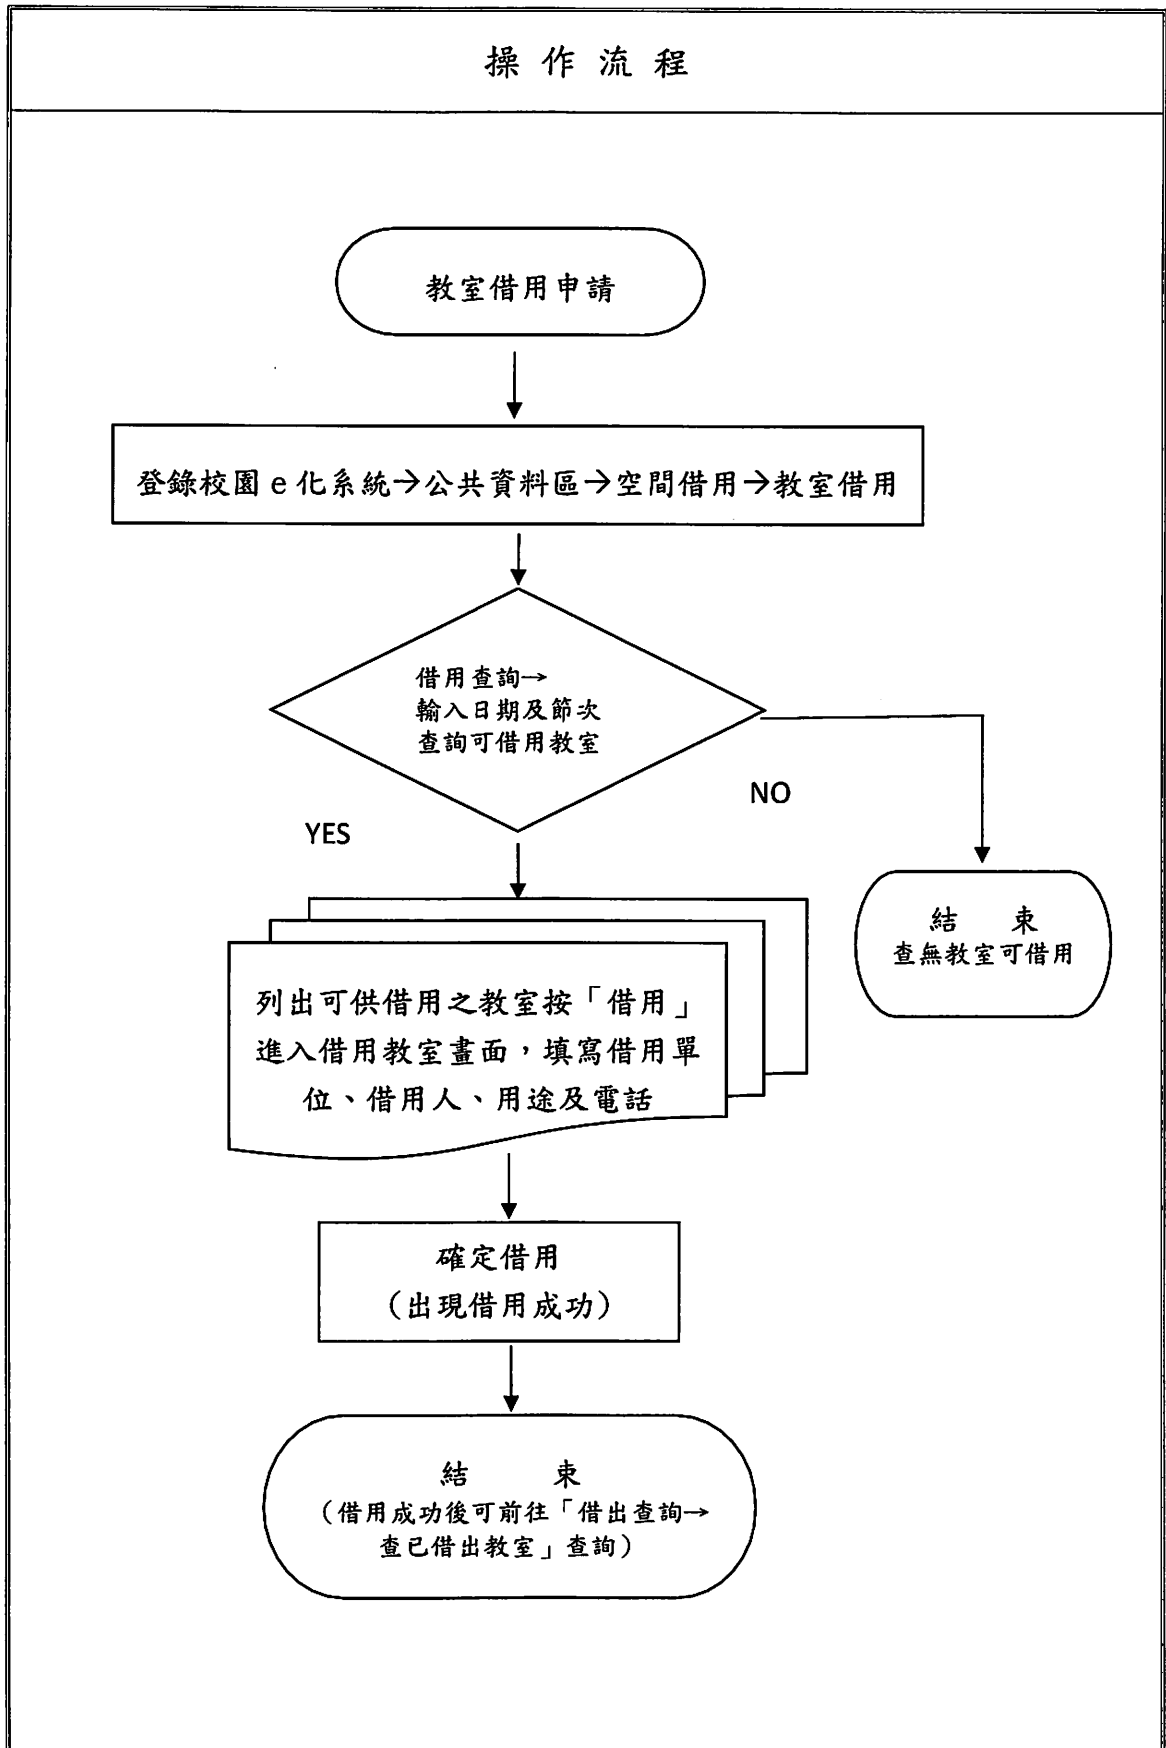 操作流程
教室借用申請
登錄校園e化系統→公共資料區→空間借用→教室借用
借用查詢→
輸入日期及節次
查詢可借用教室
NO
YES
結 束
查無教室可借用
列出可供借用之教室按「借用」
進入借用教室畫面，填寫借用單
位、借用人、用途及電話
確定借用
（出現借用成功）
結 束
（借用成功後可前往「借出查詢→
查已借出教室」查詢）